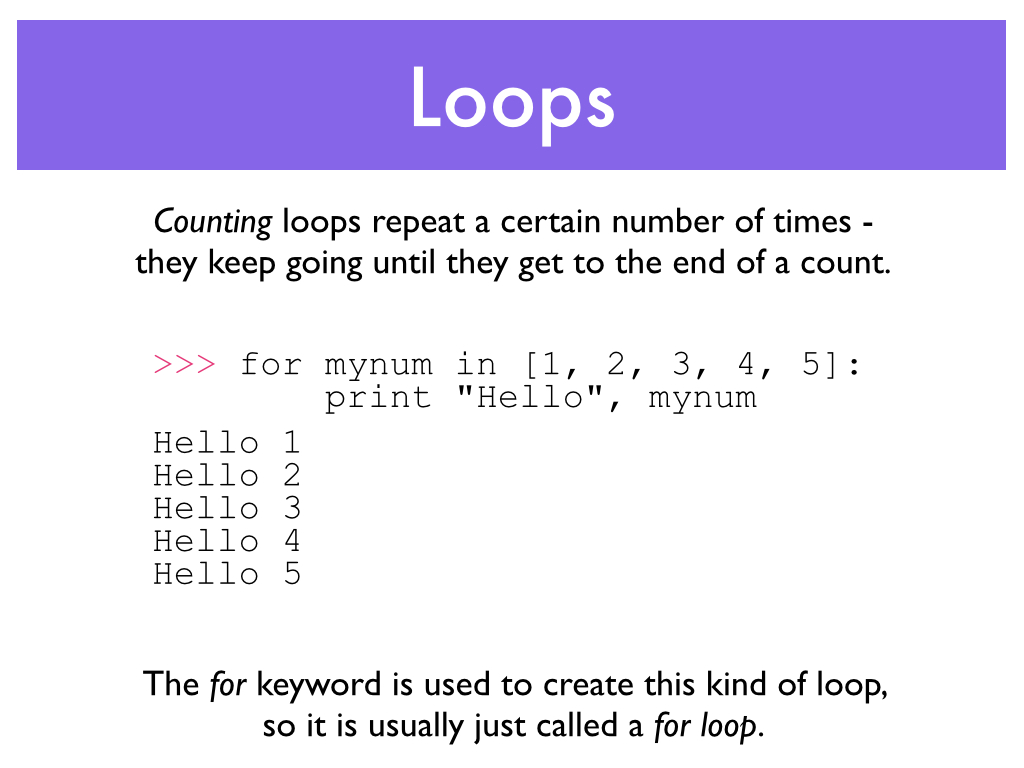 Loops
Counting loops repeat a certain number of times -
they keep going until they get to the end of a count.
>>> for mynum in [1, 2, 3, 4, 5]:
        print "Hello", mynum
Hello 1
Hello 2
Hello 3
Hello 4
Hello 5
The for keyword is used to create this kind of loop,
so it is usually just called a for loop.